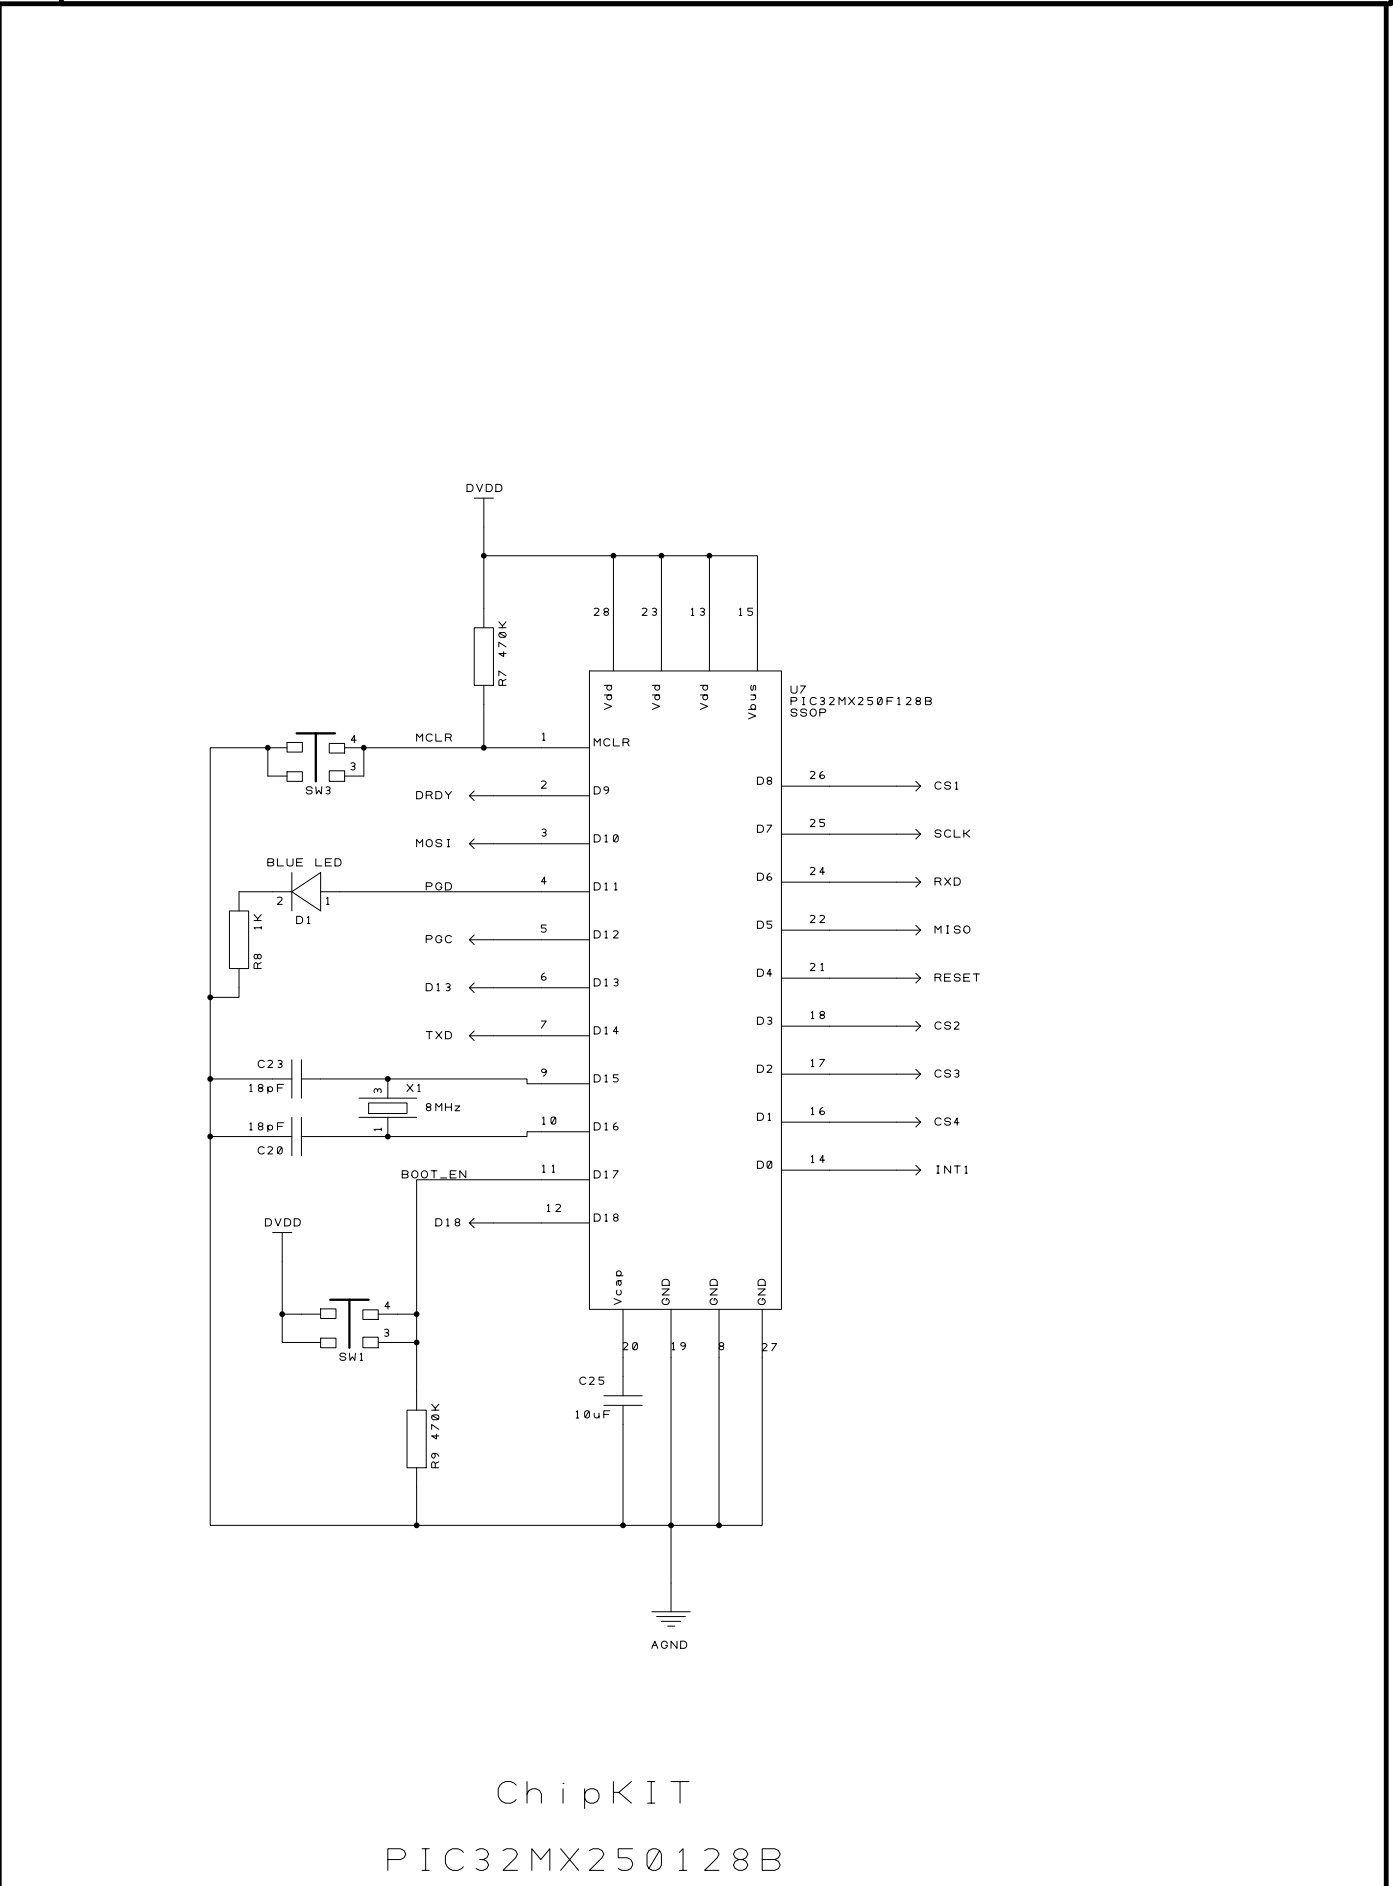 DVDD
28 23 13 15
R7 470K
Vdd Vdd Vdd Vbus
U7
PIC32MX250F128B
SSOP
MCLR 1 MCLR
4
3
SW3
DRDY 2 D9
D8 26 CS1
MOSI 3 D10
D7 25 SCLK
BLUE LED
2 1
D1
PGD 4 D11
D6 24 RXD
R8 1K
PGC 5 D12
D5 22 MISO
D13 6 D13
D4 21 RESET
TXD 7 D14
D3 18 CS2
C23
18pF
9 D15
D2 17 CS3
3 X1
8MHz
1
18pF
C20
10 D16
D1 16 CS4
BOOT_EN 11 D17
D0 14 INT1
D18 12 D18
DVDD
4
3
SW1
Vcap GND GND GND
20 19 8 27
C25
10uF
R9 470K
AGND
ChipKIT
PIC32MX250128B